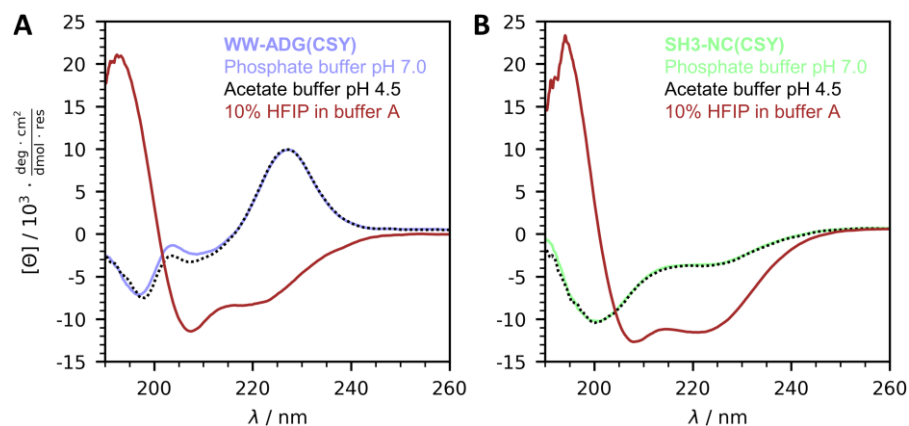 A
B
WW-ADG(CSY)
Phosphate buffer pH 7.0
Acetate buffer pH 4.5
10% HFIP in buffer A
SH3-NC(CSY)
Phosphate buffer pH 7.0
Acetate buffer pH 4.5
10% HFIP in buffer A
[Θ] / 10³ · deg · cm² / dmol · res
25
20
15
10
5
0
-5
-10
-15
200
220
240
260
λ / nm
25
20
15
10
5
0
-5
-10
-15
200
220
240
260
λ / nm